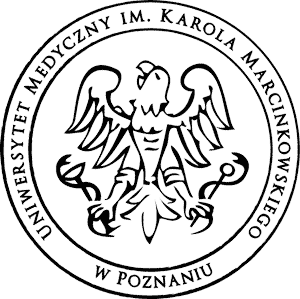 UNIWERSYTET MEDYCZNY IM. KAROLA MARCINKOWSKIEGO
W POZNANIU